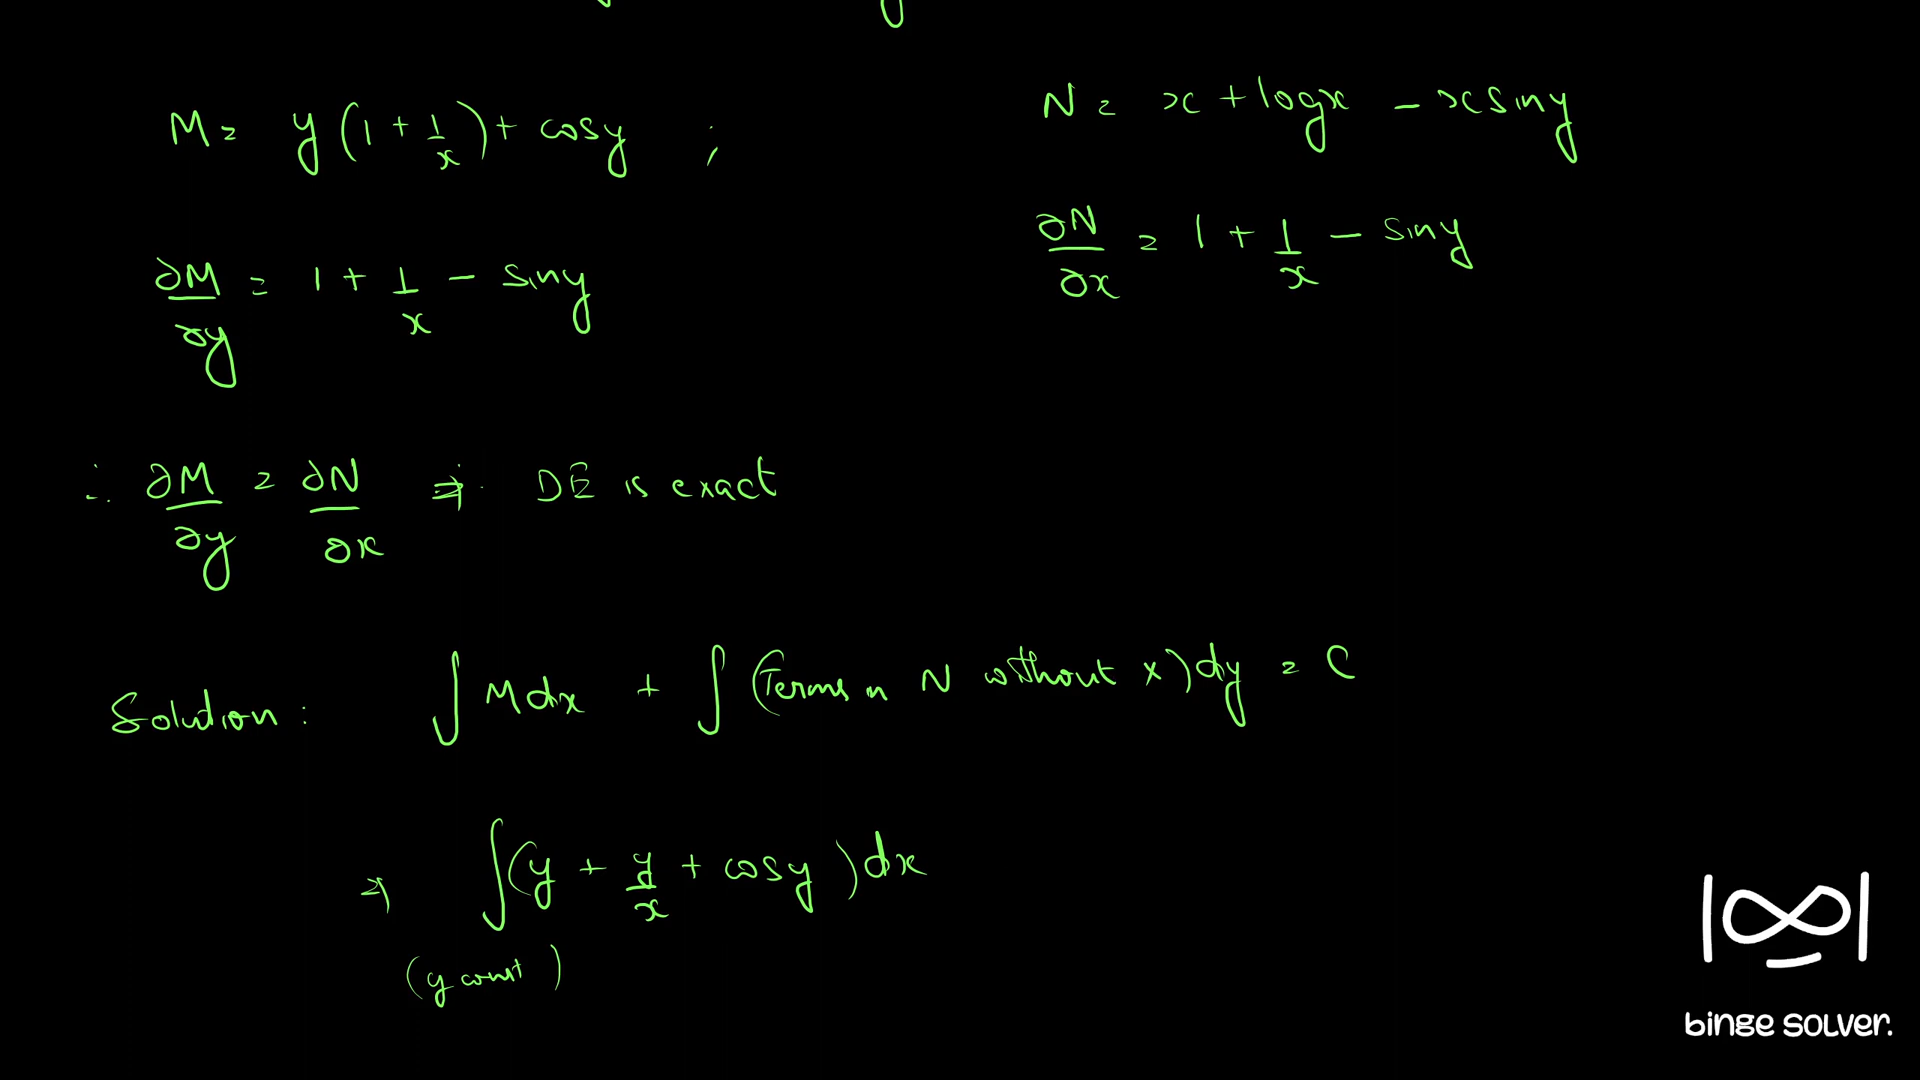 M = y(1 + 1/x) + cosy ;
N = x + logx - xsiny
∂M/∂y = 1 + 1/x - siny
∂N/∂x = 1 + 1/x - siny
∴ ∂M/∂y = ∂N/∂x ⇒ DE is exact
Solution : ∫ Mdx + ∫ (Terms in N without x) dy = C
⇒ ∫(y + y/x + cosy) dx
(y const)
binge solver.